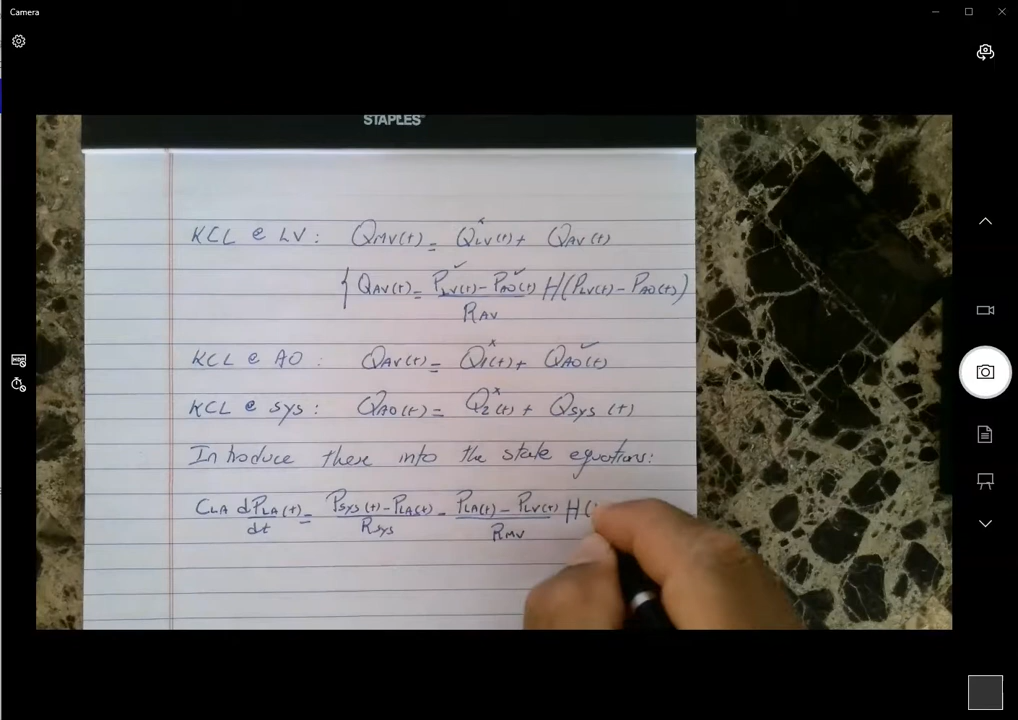 Camera
STAPLES
KCL @ LV: QMV(t) = QLV(t) + QAV(t)
{ QAV(t) = PLV(t) - PAO(t) H(PLV(t) - PAO(t))
RAV
KCL @ AO: QAV(t) = Q1(t) + QAO(t)
KCL @ SYS: QAO(t) = Q2(t) + QSYS(t)
Introduce these into the state equations:
CLA dPLA(t) = PSYS(t) - PLA(t) - PLA(t) - PLV(t) H(
dt RSYS RMV